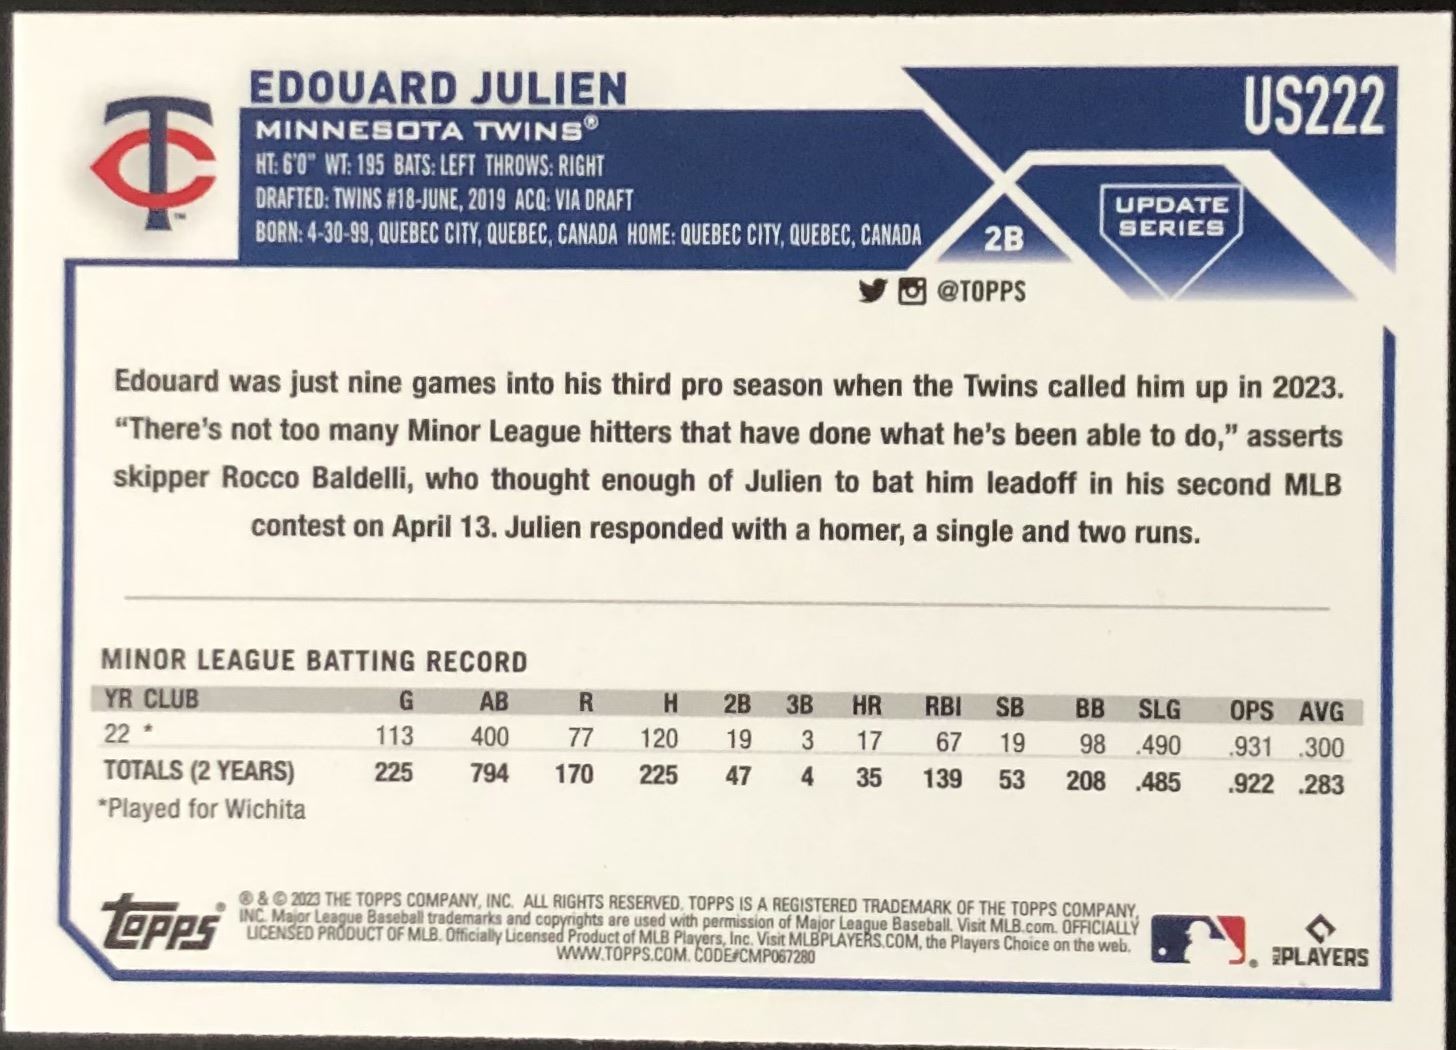 EDOUARD JULIEN
US222
MINNESOTA TWINS®
HT: 6'0" WT: 195 BATS: LEFT THROWS: RIGHT
DRAFTED: TWINS #18-JUNE, 2019 ACQ: VIA DRAFT
BORN: 4-30-99, QUEBEC CITY, QUEBEC, CANADA HOME: QUEBEC CITY, QUEBEC, CANADA
2B
UPDATE
SERIES
TC
™
@TOPPS
Edouard was just nine games into his third pro season when the Twins called him up in 2023.
“There’s not too many Minor League hitters that have done what he’s been able to do,” asserts
skipper Rocco Baldelli, who thought enough of Julien to bat him leadoff in his second MLB
contest on April 13. Julien responded with a homer, a single and two runs.
MINOR LEAGUE BATTING RECORD
YR CLUB G AB R H 2B 3B HR RBI SB BB SLG OPS AVG
22 * 113 400 77 120 19 3 17 67 19 98 .490 .931 .300
TOTALS (2 YEARS) 225 794 170 225 47 4 35 139 53 208 .485 .922 .283
*Played for Wichita
Topps®
® & © 2023 THE TOPPS COMPANY, INC. ALL RIGHTS RESERVED. TOPPS IS A REGISTERED TRADEMARK OF THE TOPPS COMPANY,
INC. Major League Baseball trademarks and copyrights are used with permission of Major League Baseball. Visit MLB.com. OFFICIALLY
LICENSED PRODUCT OF MLB. Officially Licensed Product of MLB Players, Inc. Visit MLBPLAYERS.COM, the Players Choice on the web.
WWW.TOPPS.COM. CODE#CMP067280
®
MLB PLAYERS